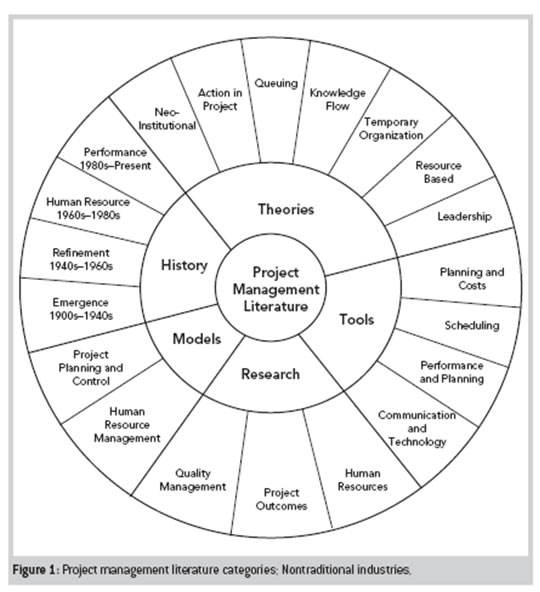 Project
Management
Literature
Theories
Tools
Research
Models
History
Neo-
Institutional
Action in
Project
Queuing
Knowledge
Flow
Temporary
Organization
Resource
Based
Leadership
Planning and
Costs
Scheduling
Performance
and Planning
Communication
and
Technology
Human
Resources
Project
Outcomes
Quality
Management
Human
Resource
Management
Project
Planning and
Control
Emergence
1900s–1940s
Refinement
1940s–1960s
Human Resource
1960s–1980s
Performance
1980s–Present
Figure 1: Project management literature categories; Nontraditional industries.